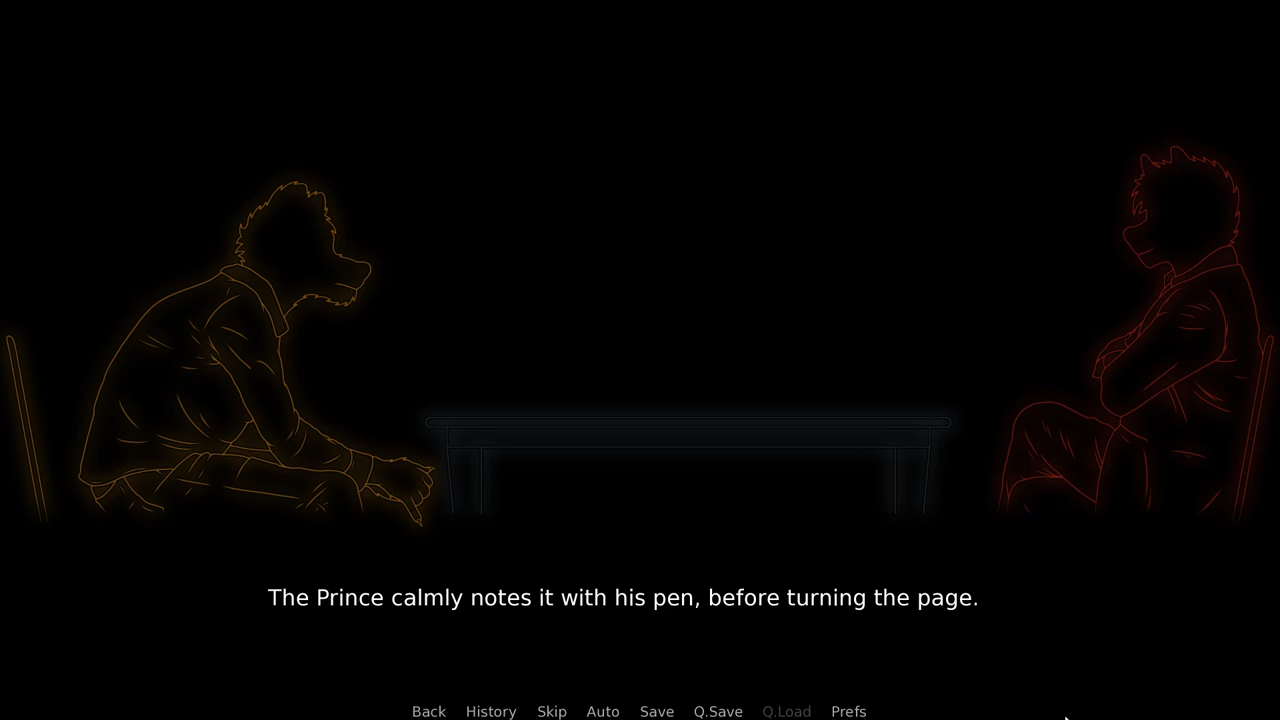 The Prince calmly notes it with his pen, before turning the page.
Back History Skip Auto Save Q.Save Q.Load Prefs